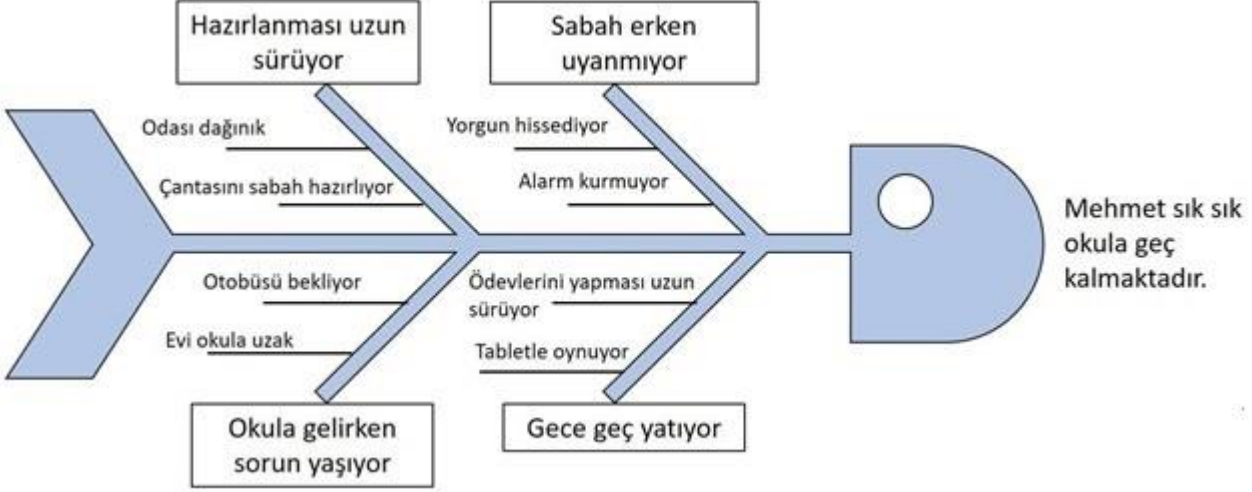 Hazırlanması uzun
sürüyor
Sabah erken
uyanmıyor
Odası dağınık
Çantasını sabah hazırlıyor
Yorgun hissediyor
Alarm kurmuyor
Mehmet sık sık
okula geç
kalmaktadır.
Otobüsü bekliyor
Evi okula uzak
Ödevlerini yapması uzun
sürüyor
Tabletle oynuyor
Okula gelirken
sorun yaşıyor
Gece geç yatıyor